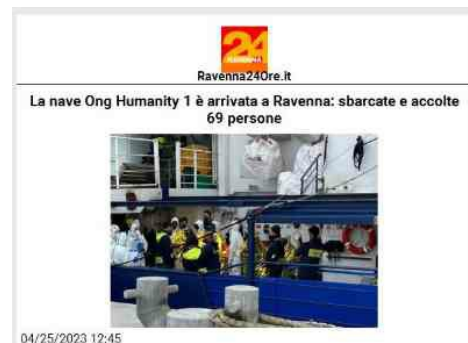 24
RAVENNA
Ravenna24Ore.it
La nave Ong Humanity 1 è arrivata a Ravenna: sbarcate e accolte
69 persone
04/25/2023 12:45